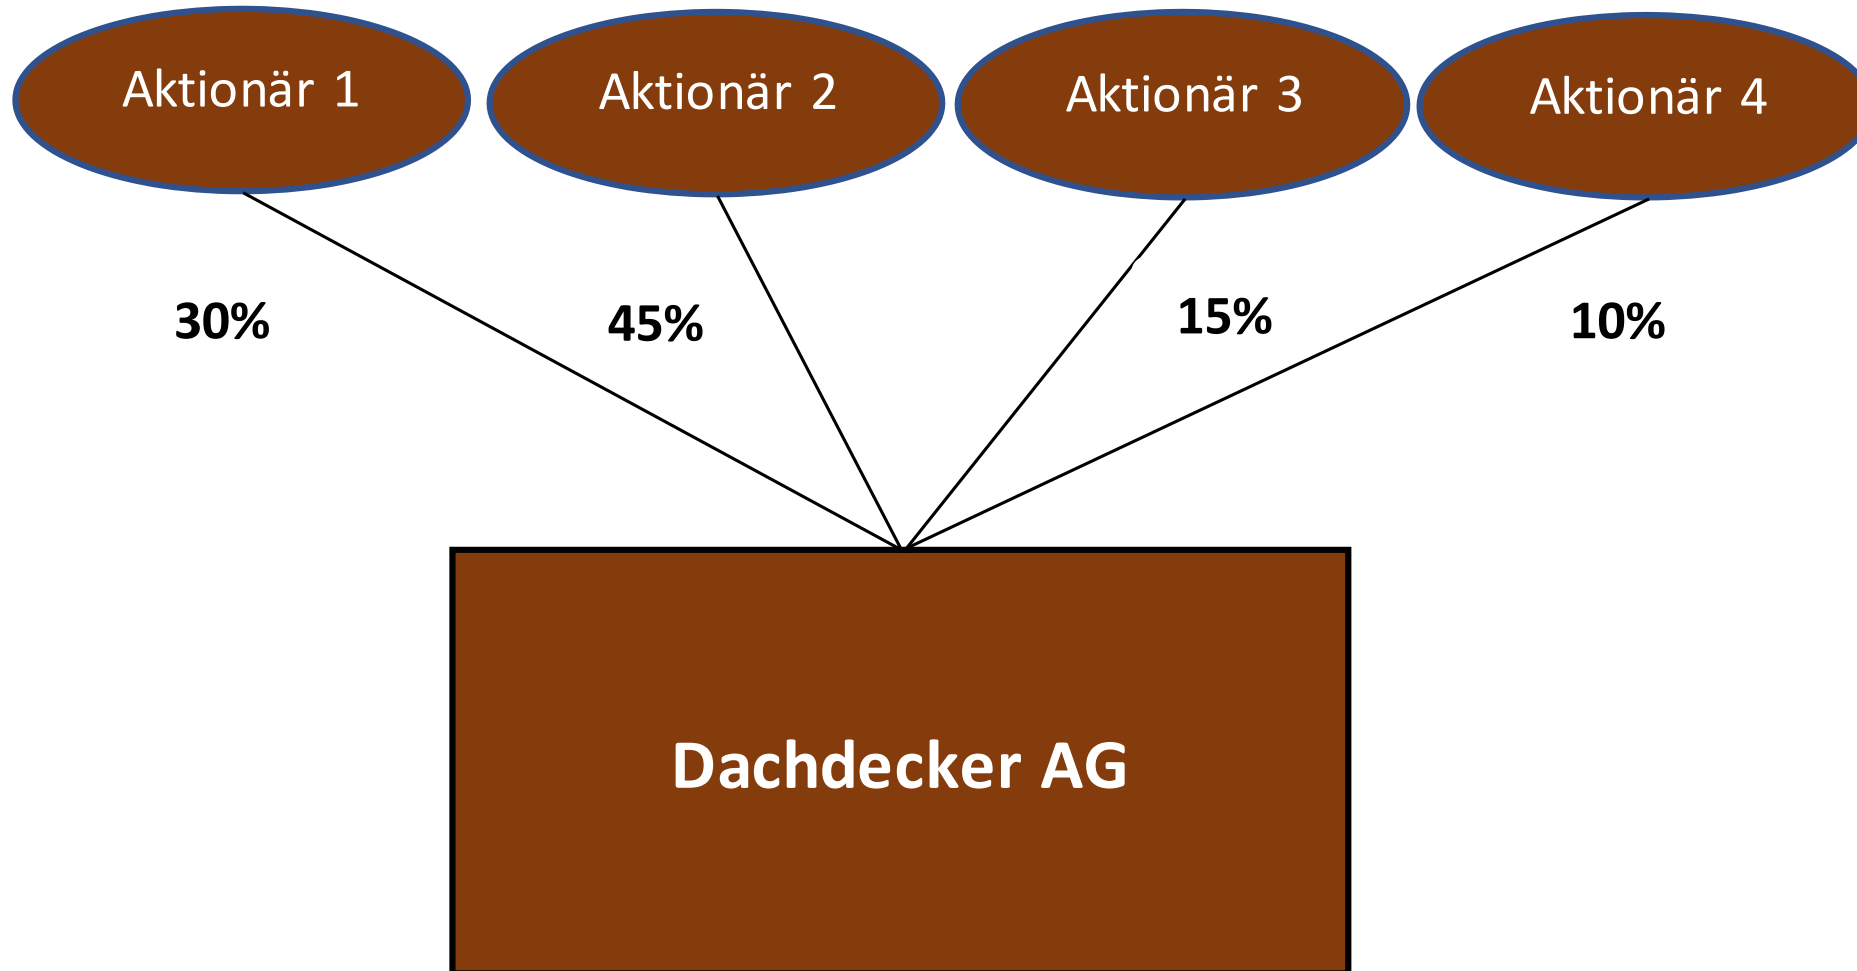 Aktionär 1
Aktionär 2
Aktionär 3
Aktionär 4
30%
45%
15%
10%
Dachdecker AG